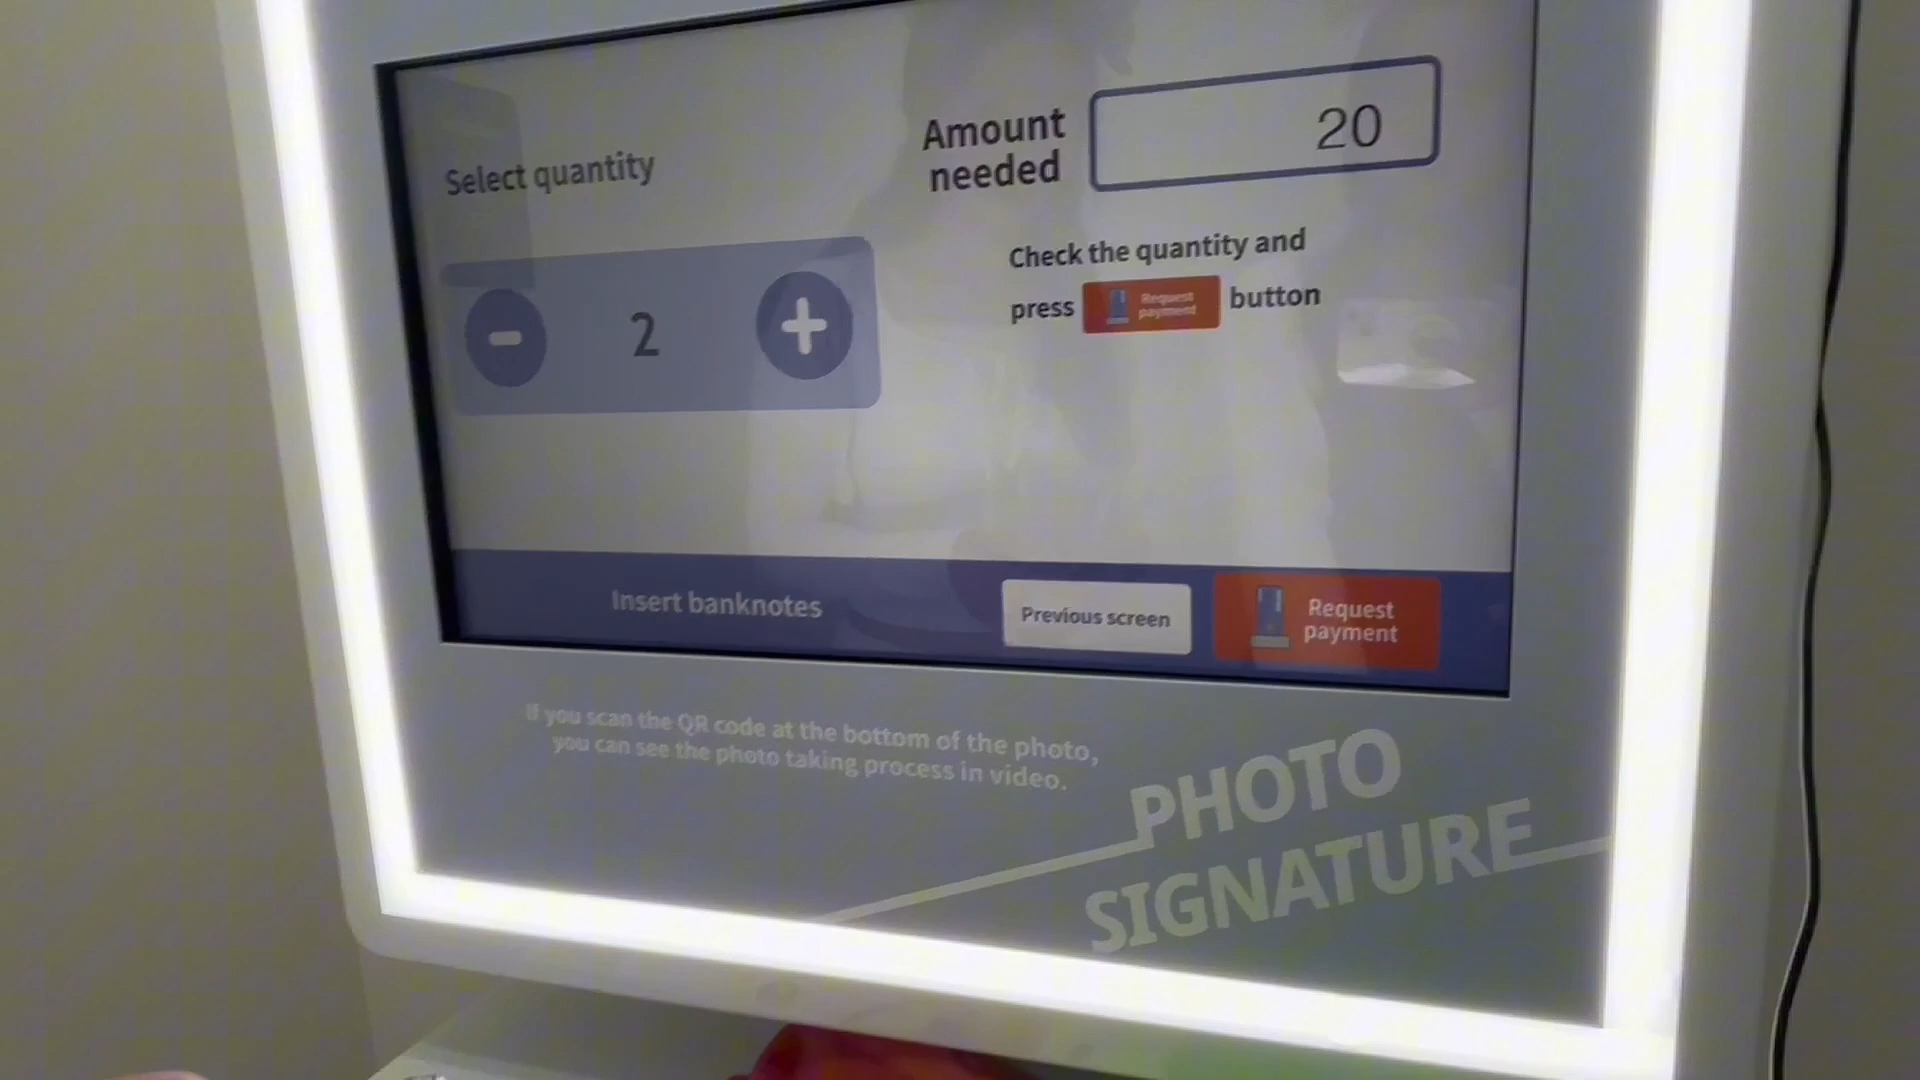 Select quantity
- 2 +
Amount
needed
20
Check the quantity and
press Request payment button
Insert banknotes
Previous screen
Request
payment
If you scan the QR code at the bottom of the photo,
you can see the photo taking process in video.
PHOTO
SIGNATURE